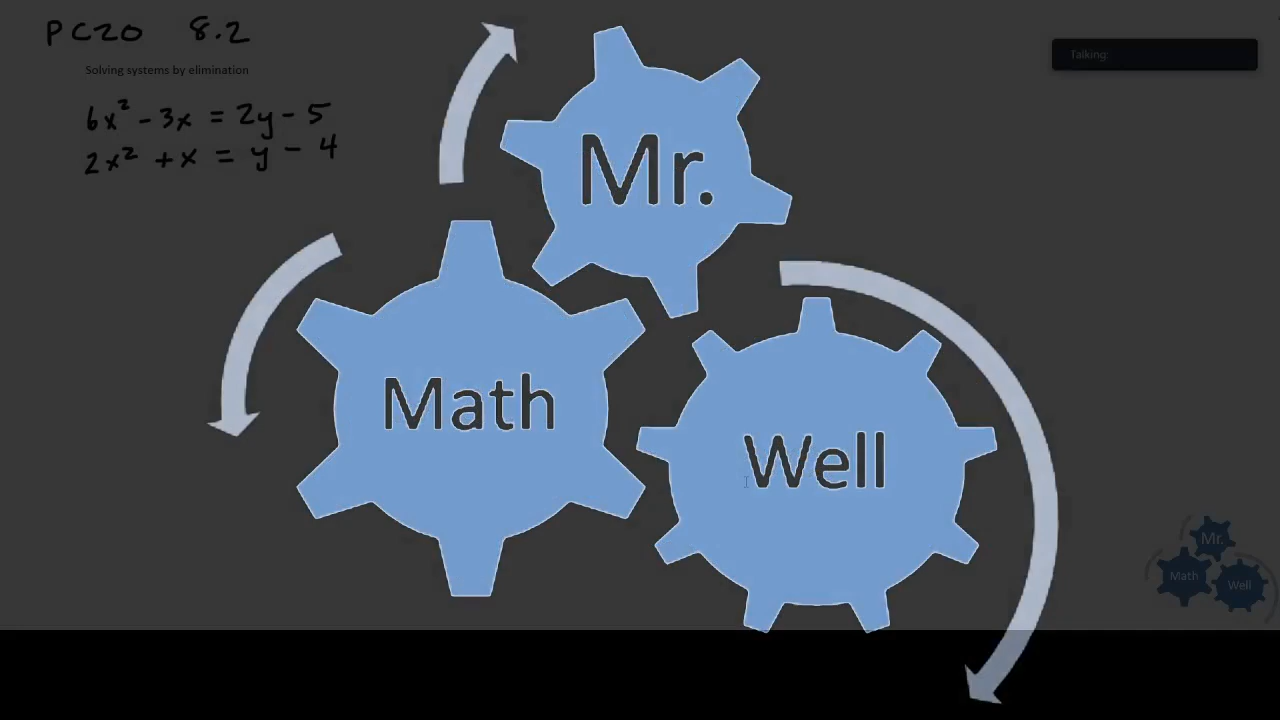 PC20 8.2
Talking
Solving systems by elimination
6x² - 3x = 2y - 5
2x² + x = y - 4
Mr.
Math
Well
Mr.
Math
Well